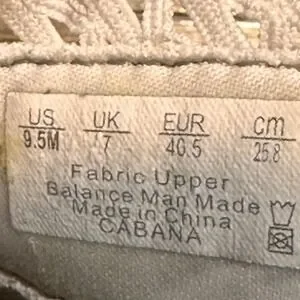 US UK EUR cm
9.5M 7 40.5 25.8
Fabric Upper
Balance Man Made
Made in China
CABANA